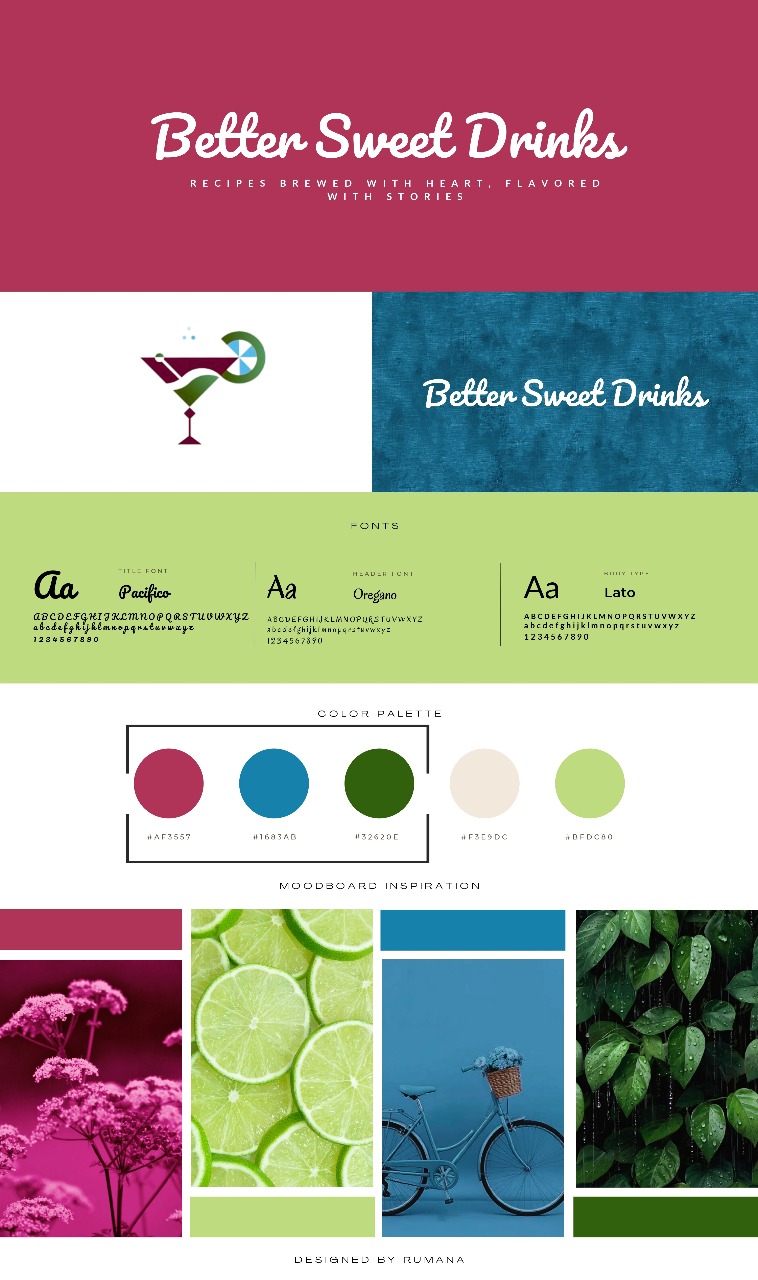 Better Sweet Drinks
RECIPES BREWED WITH HEART, FLAVORED
WITH STORIES
Better Sweet Drinks
FONTS
Aa
TITLE FONT
Pacifico
ABCDEFGHIJKLMNOPQRSTUVWXYZ
abcdefghijklmnopqrstuvwxyz
1234567890
Aa
HEADER FONT
Oregano
ABCDEFGHIJKLMNOPQRSTUVWXYZ
abcdefghijklmnopqrstuvwxyz
1234567890
Aa
BODY TYPE
Lato
ABCDEFGHIJKLMNOPQRSTUVWXYZ
abcdefghijklmnopqrstuvwxyz
1234567890
COLOR PALETTE
#AF3557
#1683AB
#32620E
#F3E9DC
#BFDC80
MOODBOARD INSPIRATION
DESIGNED BY RUMANA